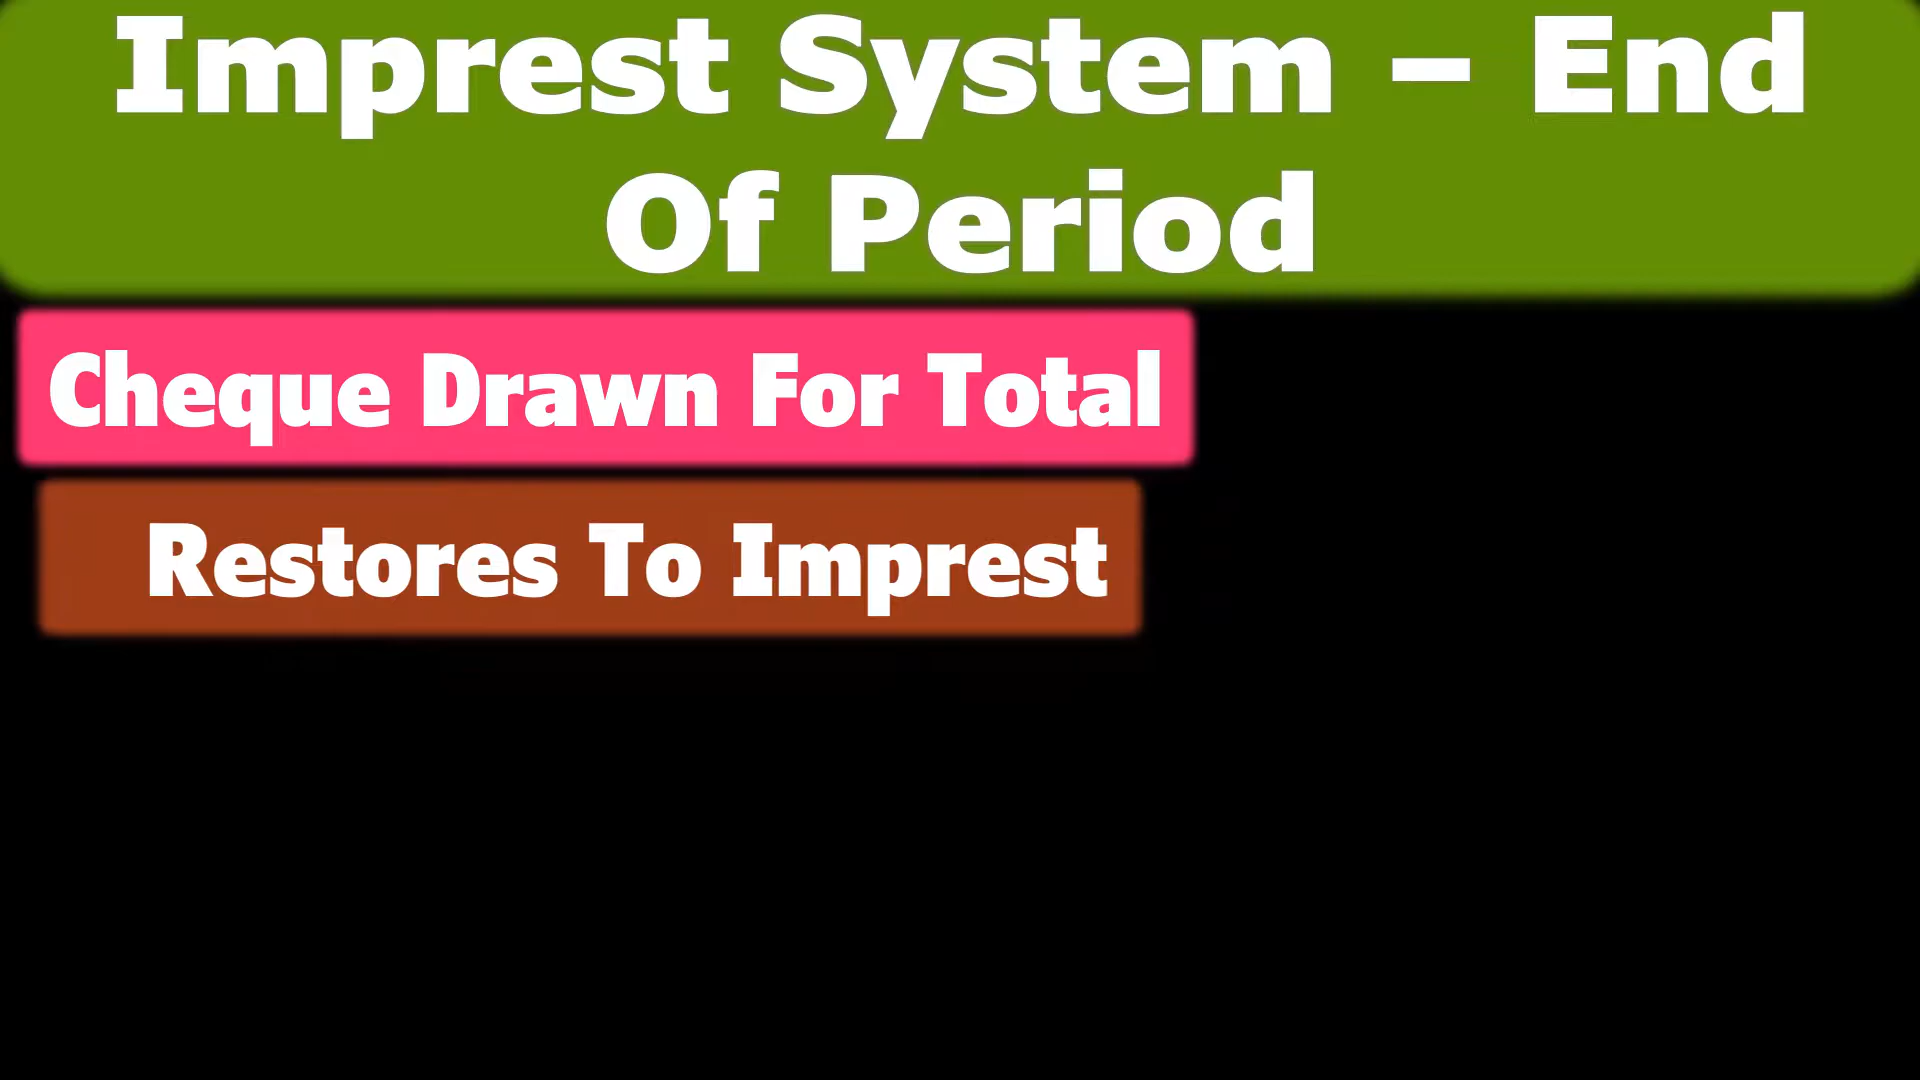 Imprest System – End
Of Period
Cheque Drawn For Total
Restores To Imprest